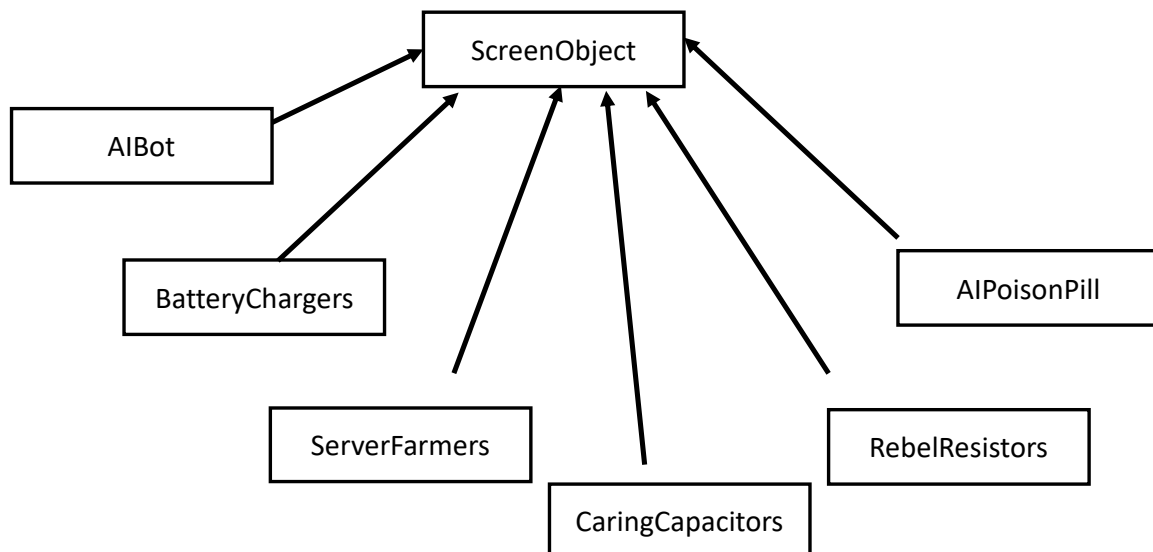 ScreenObject
AIBot
BatteryChargers
AIPoisonPill
ServerFarmers
RebelResistors
CaringCapacitors